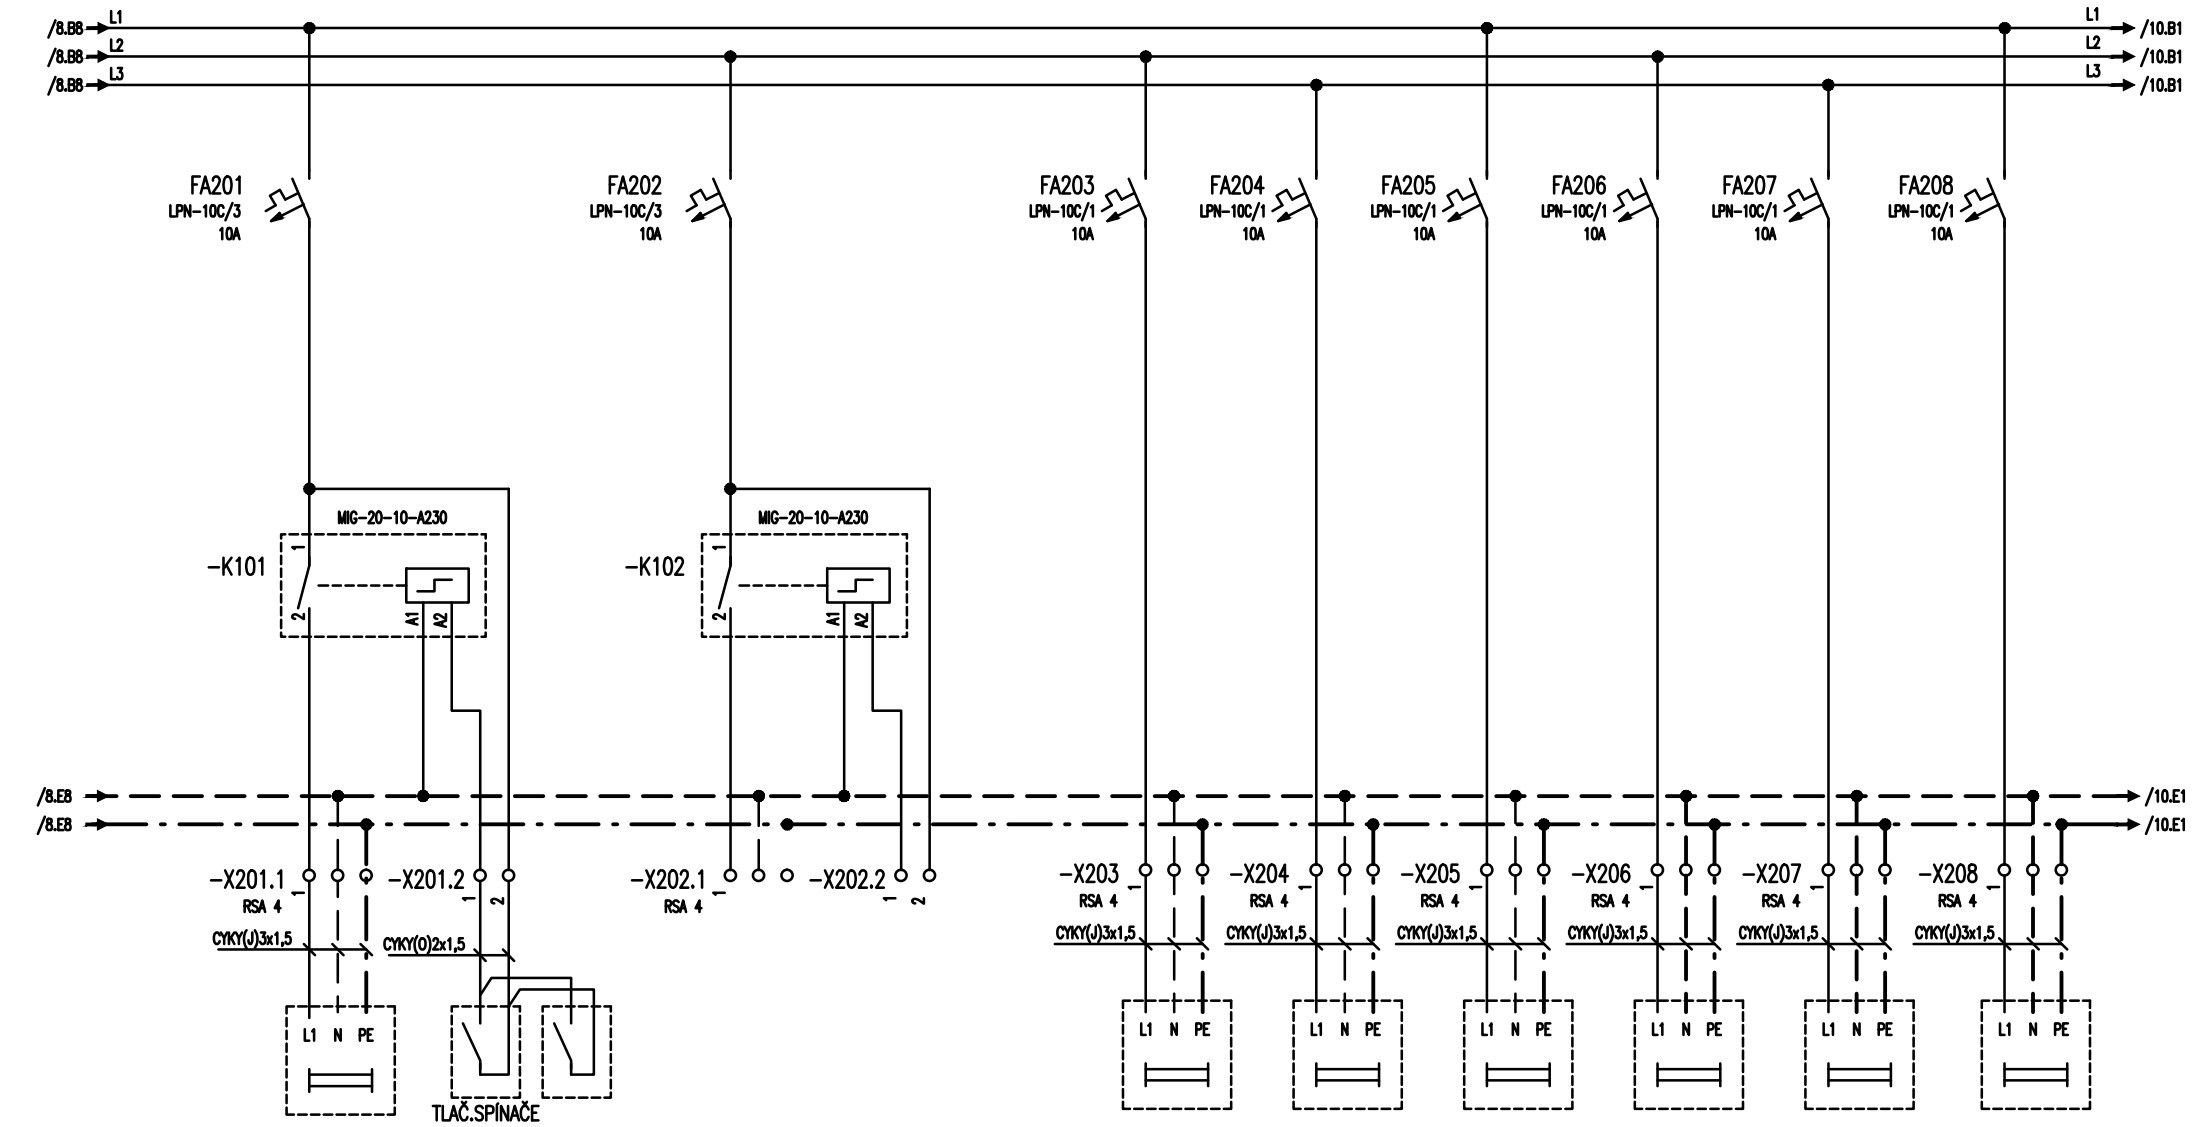 L1 L1
/8.B8 /10.B1
L2 L2
/8.B8 /10.B1
L3 L3
/8.B8 /10.B1
FA201 FA202 FA203 FA204 FA205 FA206 FA207 FA208
LPN-10C/3 LPN-10C/3 LPN-10C/1 LPN-10C/1 LPN-10C/1 LPN-10C/1 LPN-10C/1 LPN-10C/1
10A 10A 10A 10A 10A 10A 10A 10A
MIG-20-10-A230 MIG-20-10-A230
1 1
-K101 -K102
2 A1 A2 2 A1 A2
/8.E8 /10.E1
/8.E8 /10.E1
-X201.1 -X201.2 -X202.1 -X202.2 -X203 -X204 -X205 -X206 -X207 -X208
1 1 2 1 1 2 1 1 1 1 1 1
RSA 4 RSA 4 RSA 4 RSA 4 RSA 4 RSA 4 RSA 4 RSA 4
CYKY(J)3x1,5 CYKY(O)2x1,5 CYKY(J)3x1,5 CYKY(J)3x1,5 CYKY(J)3x1,5 CYKY(J)3x1,5 CYKY(J)3x1,5 CYKY(J)3x1,5
L1 N PE L1 N PE L1 N PE L1 N PE L1 N PE L1 N PE L1 N PE
TLAČ.SPÍNAČE